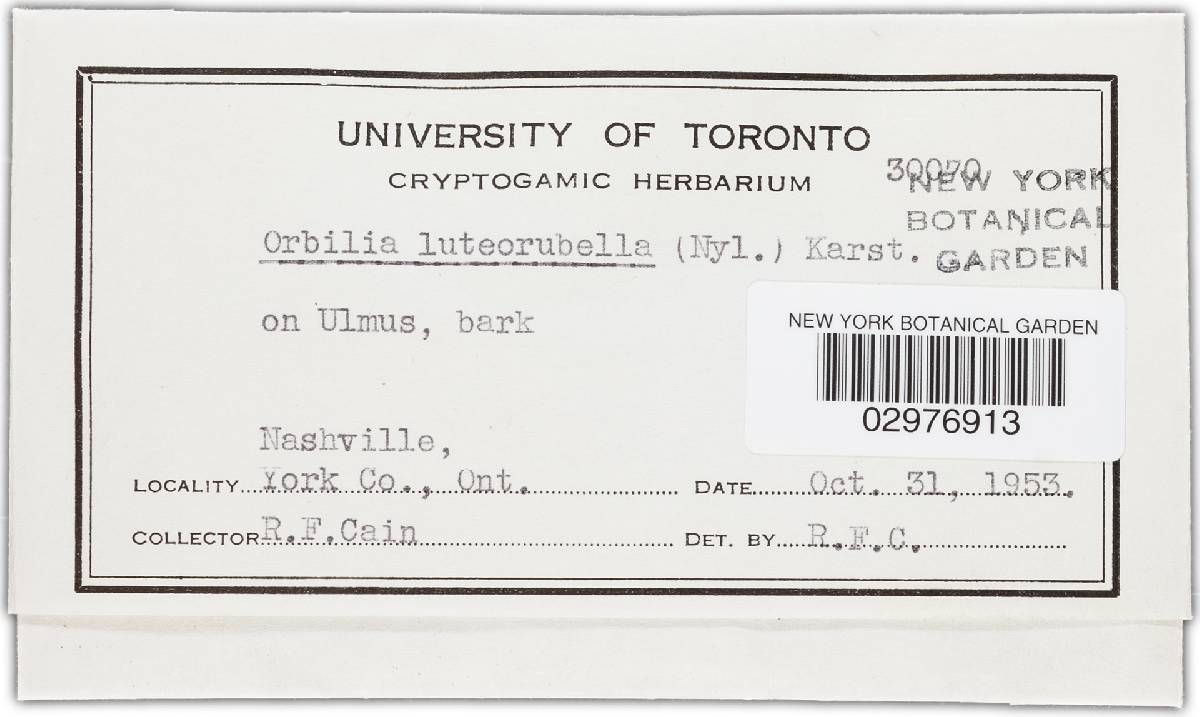 UNIVERSITY OF TORONTO
CRYPTOGAMIC HERBARIUM
30070
NEW YORK
BOTANICAL
GARDEN
Orbilia luteorubella (Nyl.) Karst.
on Ulmus, bark
NEW YORK BOTANICAL GARDEN
02976913
Nashville,
LOCALITY York Co., Ont. DATE Oct. 31, 1953.
COLLECTOR R.F.Cain DET. BY R.F.C.